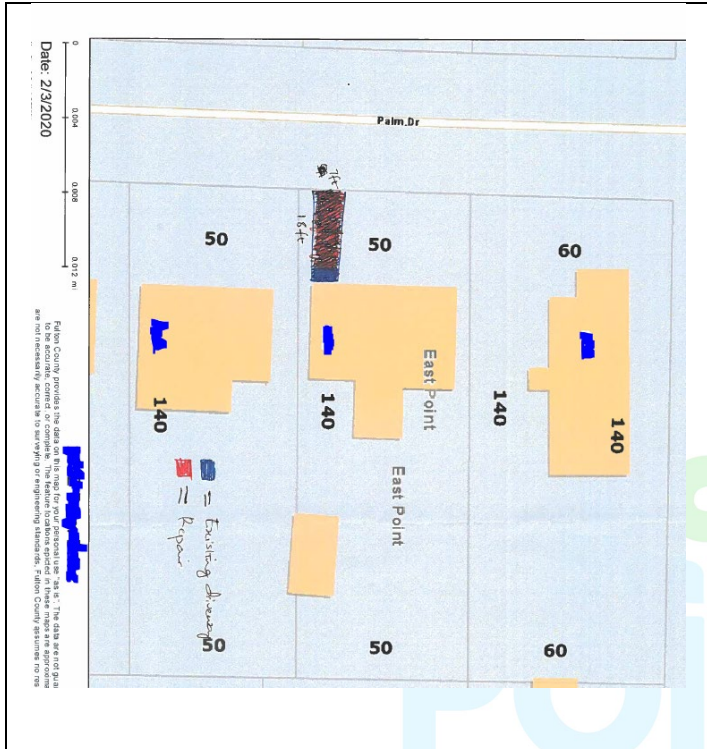 Palm Dr
7ft
18ft
50
50
60
140
140
140
140
East Point
East Point
= Existing driveway
= Repair
50
50
60
0
0.004
0.008
0.012 mi
Date: 2/3/2020
Fulton County provides the data on this map for your personal use "as is". The data are not gua
to be accurate, correct, or complete. The feature locations epicted in these maps are approxima
are not necessarily accurate to surveying or engineering standards. Fulton County assumes no res